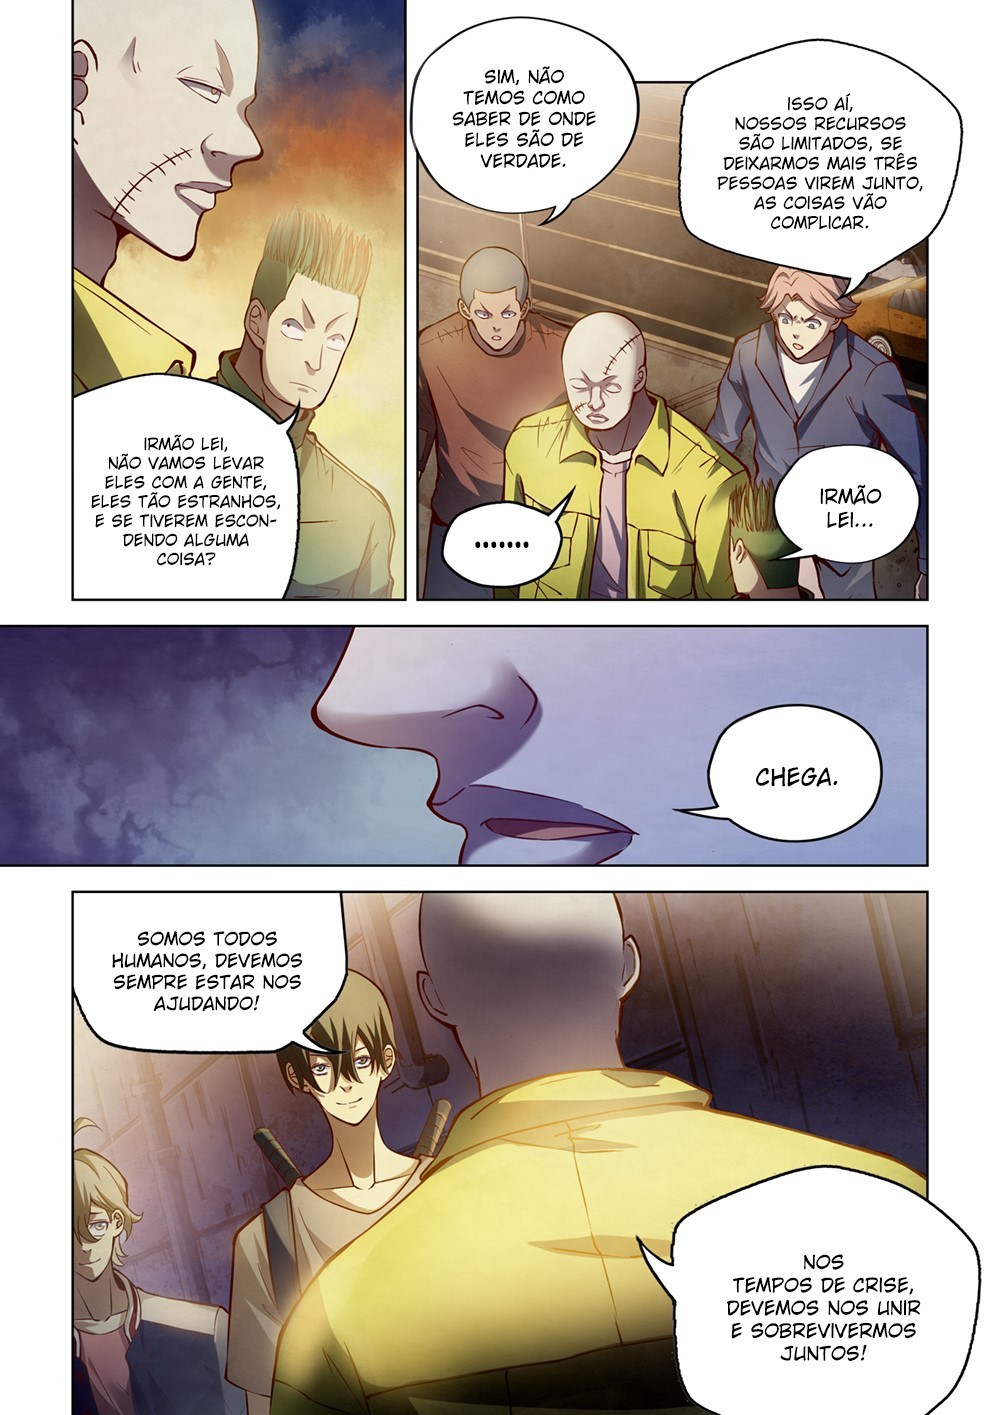 IRMÃO LEI,
NÃO VAMOS LEVAR
ELES COM A GENTE,
ELES TÃO ESTRANHOS,
E SE TIVEREM ESCON-
DENDO ALGUMA
COISA?
SIM, NÃO
TEMOS COMO
SABER DE ONDE
ELES SÃO DE
VERDADE.
ISSO AÍ,
NOSSOS RECURSOS
SÃO LIMITADOS, SE
DEIXARMOS MAIS TRÊS
PESSOAS VIREM JUNTO,
AS COISAS VÃO
COMPLICAR.
IRMÃO
LEI...
.......
CHEGA.
SOMOS TODOS
HUMANOS, DEVEMOS
SEMPRE ESTAR NOS
AJUDANDO!
NOS
TEMPOS DE CRISE,
DEVEMOS NOS UNIR
E SOBREVIVERMOS
JUNTOS!